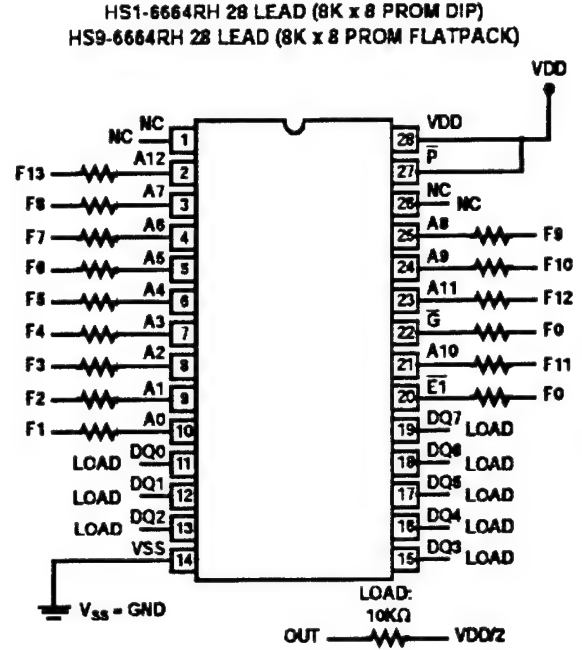 HS1-6664RH 28 LEAD (8K x 8 PROM DIP)
HS9-6664RH 28 LEAD (8K x 8 PROM FLATPACK)
VDD
NC NC 1
28 VDD
F13 A12 2
27 P̅
F8 A7 3
26 NC NC
F7 A6 4
25 A8 F9
F6 A5 5
24 A9 F10
F5 A4 6
23 A11 F12
F4 A3 7
22 G̅ F0
F3 A2 8
21 A10 F11
F2 A1 9
20 E̅1̅ F0
F1 A0 10
19 DQ7 LOAD
LOAD DQ0 11
18 DQ6 LOAD
LOAD DQ1 12
17 DQ5 LOAD
LOAD DQ2 13
16 DQ4 LOAD
VSS 14
15 DQ3 LOAD
VSS = GND
LOAD:
10KΩ
OUT VDD/2